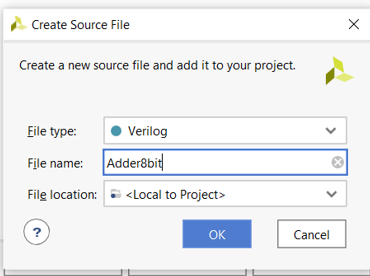 Create Source File
Create a new source file and add it to your project.
File type: Verilog
File name: Adder8bit
File location: <Local to Project>
? OK Cancel